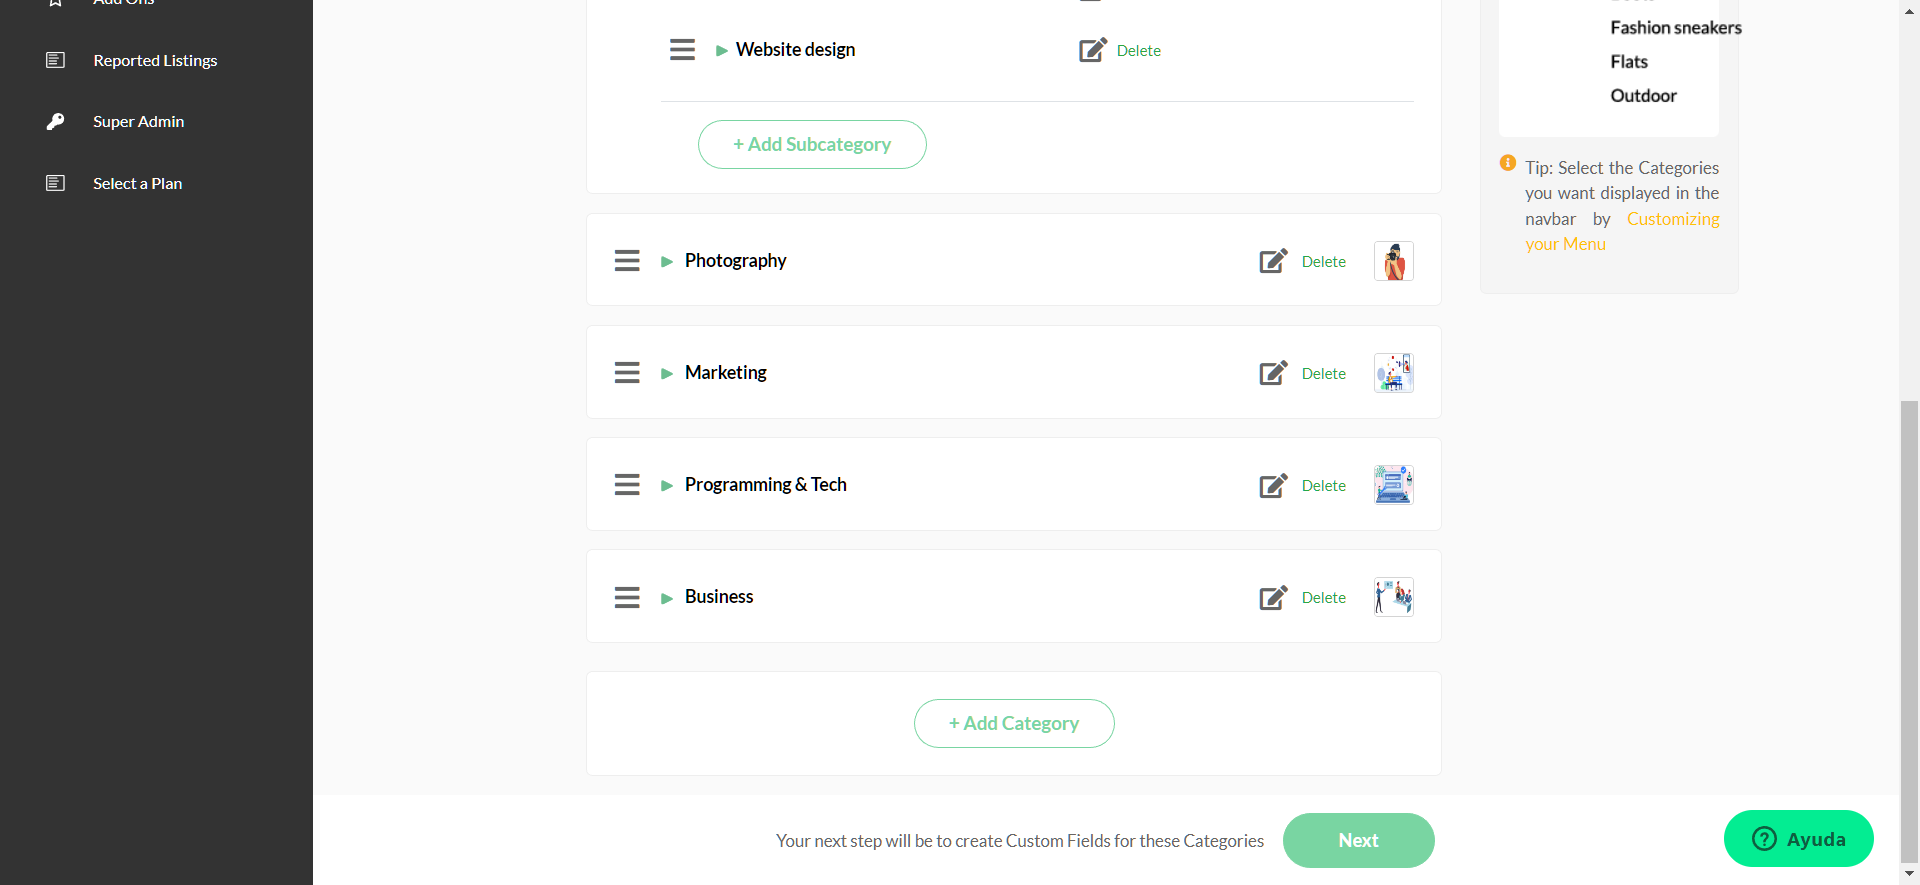 Add Ons
Reported Listings
Super Admin
Select a Plan
Website design
Delete
+ Add Subcategory
Photography
Delete
Marketing
Delete
Programming & Tech
Delete
Business
Delete
+ Add Category
Your next step will be to create Custom Fields for these Categories
Next
Fashion sneakers
Flats
Outdoor
Tip: Select the Categories
you want displayed in the
navbar by Customizing
your Menu
Ayuda